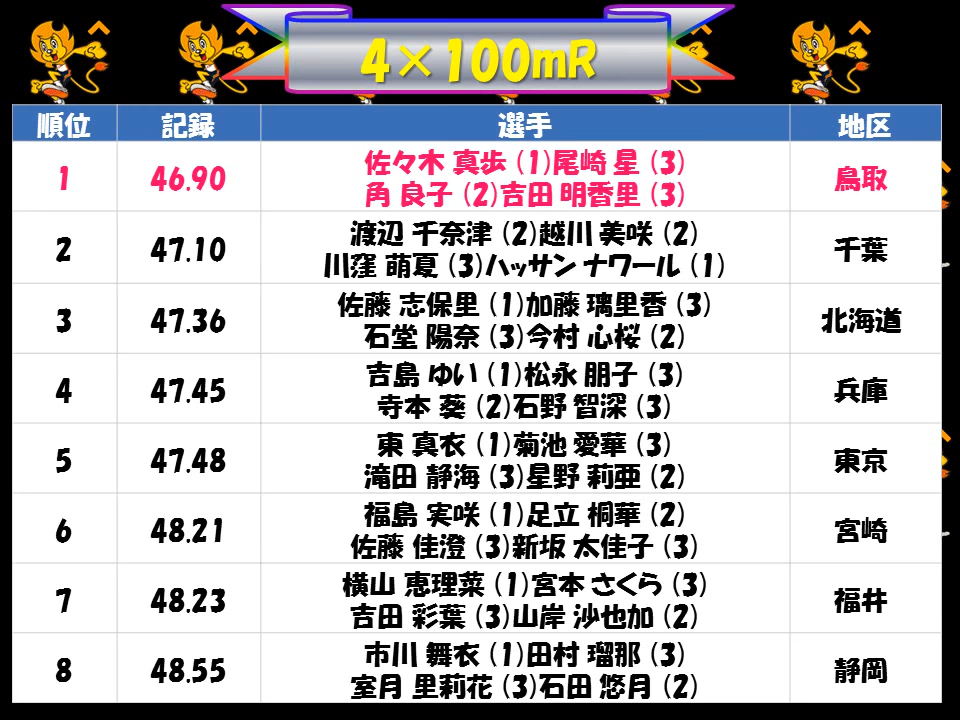 4×100mR
順位 記録 選手 地区
1 46.90 佐々木 真歩 (1)尾崎 星 (3)
角 良子 (2)吉田 明香里 (3) 鳥取
2 47.10 渡辺 千奈津 (2)越川 美咲 (2)
川窪 萌夏 (3)ハッサン ナワール (1) 千葉
3 47.36 佐藤 志保里 (1)加藤 璃里香 (3)
石堂 陽奈 (3)今村 心桜 (2) 北海道
4 47.45 吉島 ゆい (1)松永 朋子 (3)
寺本 葵 (2)石野 智深 (3) 兵庫
5 47.48 東 真衣 (1)菊池 愛華 (3)
滝田 静海 (3)星野 莉亜 (2) 東京
6 48.21 福島 実咲 (1)足立 桐華 (2)
佐藤 佳澄 (3)新坂 太佳子 (3) 宮崎
7 48.23 横山 恵理菜 (1)宮本 さくら (3)
吉田 彩葉 (3)山岸 沙也加 (2) 福井
8 48.55 市川 舞衣 (1)田村 瑠那 (3)
室月 里莉花 (3)石田 悠月 (2) 静岡